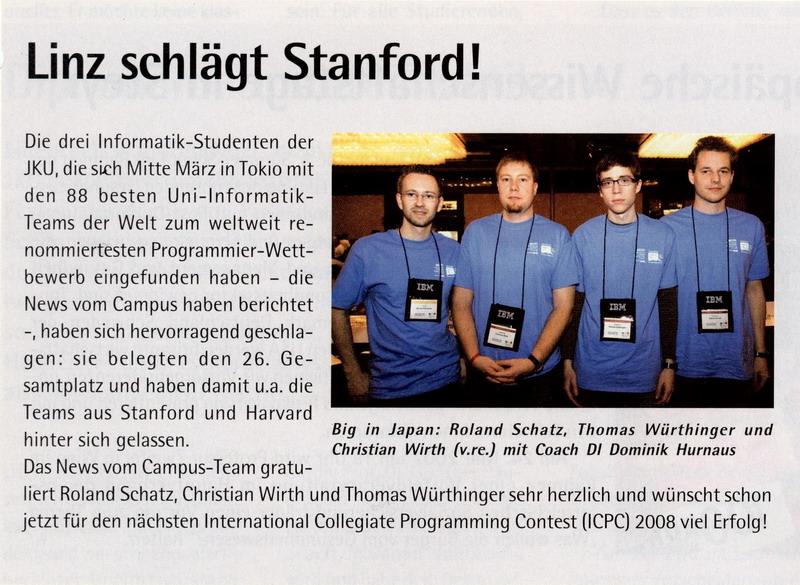 Linz schlägt Stanford!
Die drei Informatik-Studenten der
JKU, die sich Mitte März in Tokio mit
den 88 besten Uni-Informatik-
Teams der Welt zum weltweit re-
nommiertesten Programmier-Wett-
bewerb eingefunden haben – die
News vom Campus haben berichtet
-, haben sich hervorragend geschla-
gen: sie belegten den 26. Ge-
samtplatz und haben damit u.a. die
Teams aus Stanford und Harvard
hinter sich gelassen.
Das News vom Campus-Team gratu-
liert Roland Schatz, Christian Wirth und Thomas Würthinger sehr herzlich und wünscht schon
jetzt für den nächsten International Collegiate Programming Contest (ICPC) 2008 viel Erfolg!
IBM
IBM
IBM
IBM
Big in Japan: Roland Schatz, Thomas Würthinger und
Christian Wirth (v.re.) mit Coach DI Dominik Hurnaus